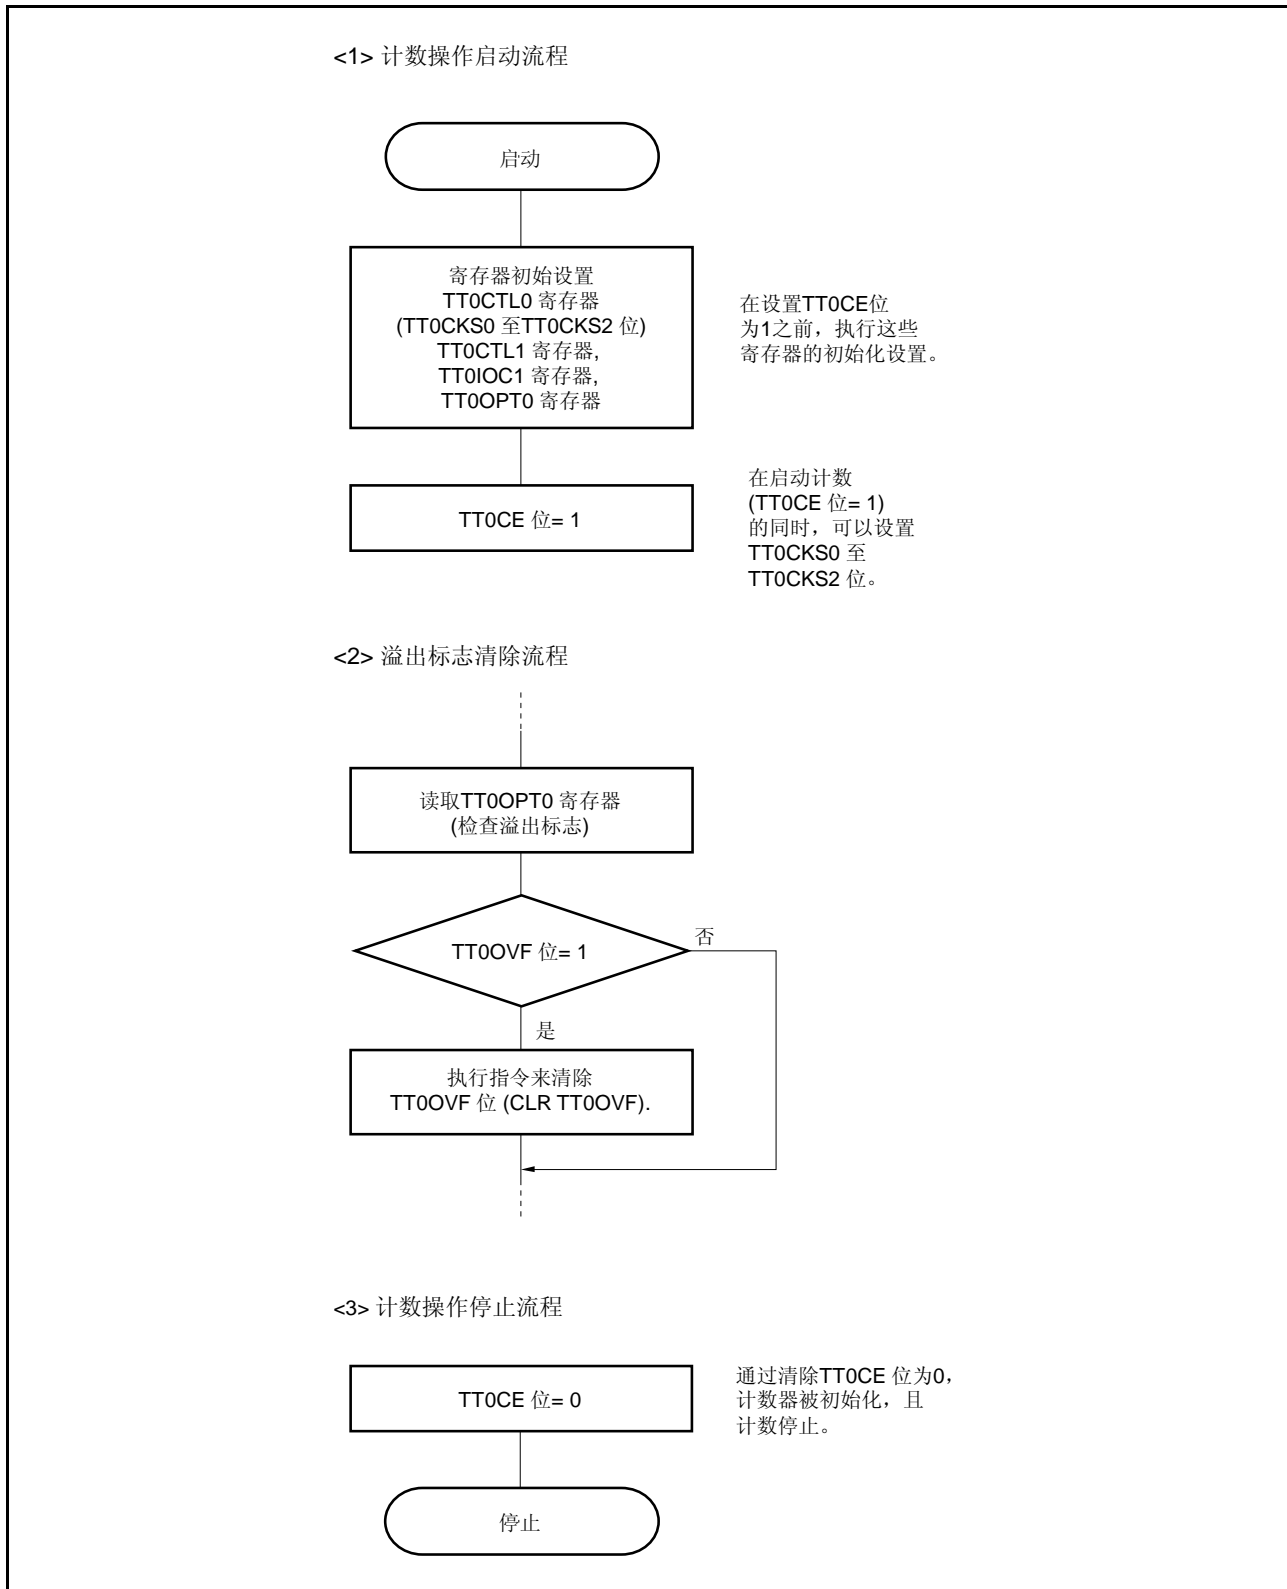 <1> 计数操作启动流程
启动
寄存器初始设置
TT0CTL0 寄存器
(TT0CKS0 至TT0CKS2 位)
TT0CTL1 寄存器,
TT0IOC1 寄存器,
TT0OPT0 寄存器
在设置TT0CE位
为1之前，执行这些
寄存器的初始化设置。
TT0CE 位= 1
在启动计数
(TT0CE 位= 1)
的同时，可以设置
TT0CKS0 至
TT0CKS2 位。
<2> 溢出标志清除流程
读取TT0OPT0 寄存器
(检查溢出标志)
TT0OVF 位= 1
否
是
执行指令来清除
TT0OVF 位 (CLR TT0OVF).
<3> 计数操作停止流程
TT0CE 位= 0
通过清除TT0CE 位为0，
计数器被初始化，且
计数停止。
停止